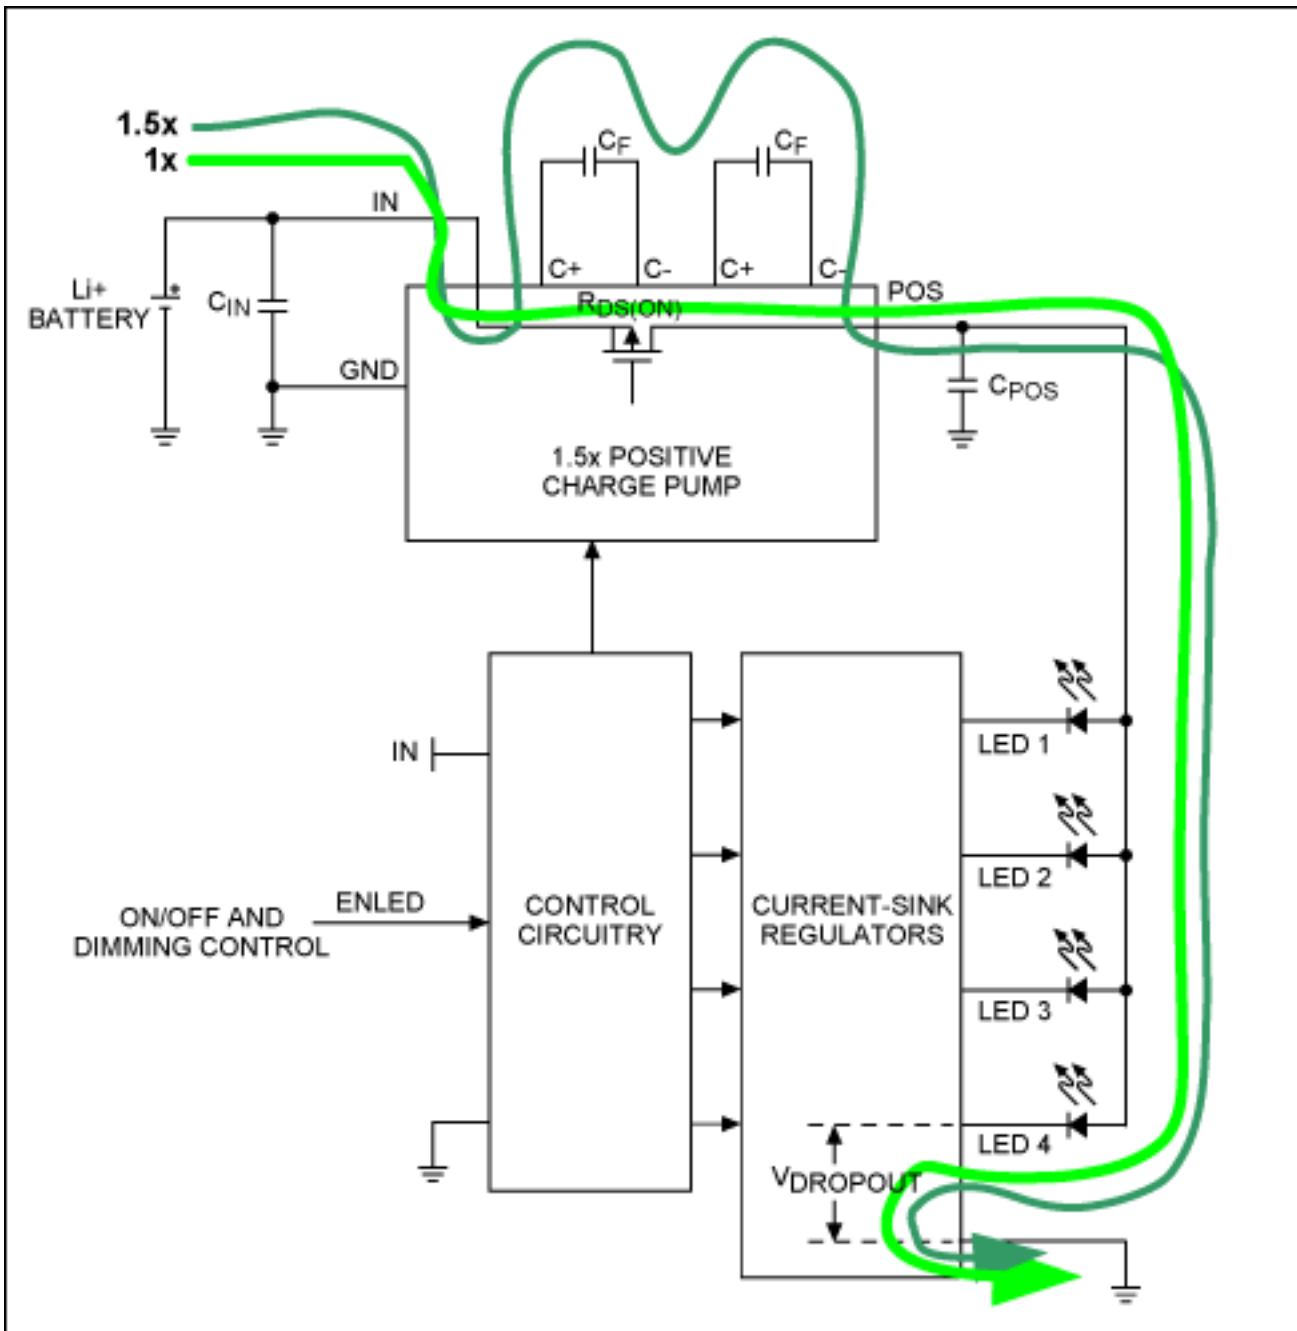 1.5x
1x
CF
CF
IN
C+
C-
C+
C-
Li+
BATTERY
+
CIN
RDS(ON)
POS
GND
CPOS
1.5x POSITIVE
CHARGE PUMP
IN
LED 1
LED 2
ON/OFF AND
DIMMING CONTROL
ENLED
CONTROL
CIRCUITRY
CURRENT-SINK
REGULATORS
LED 3
LED 4
VDROPOUT